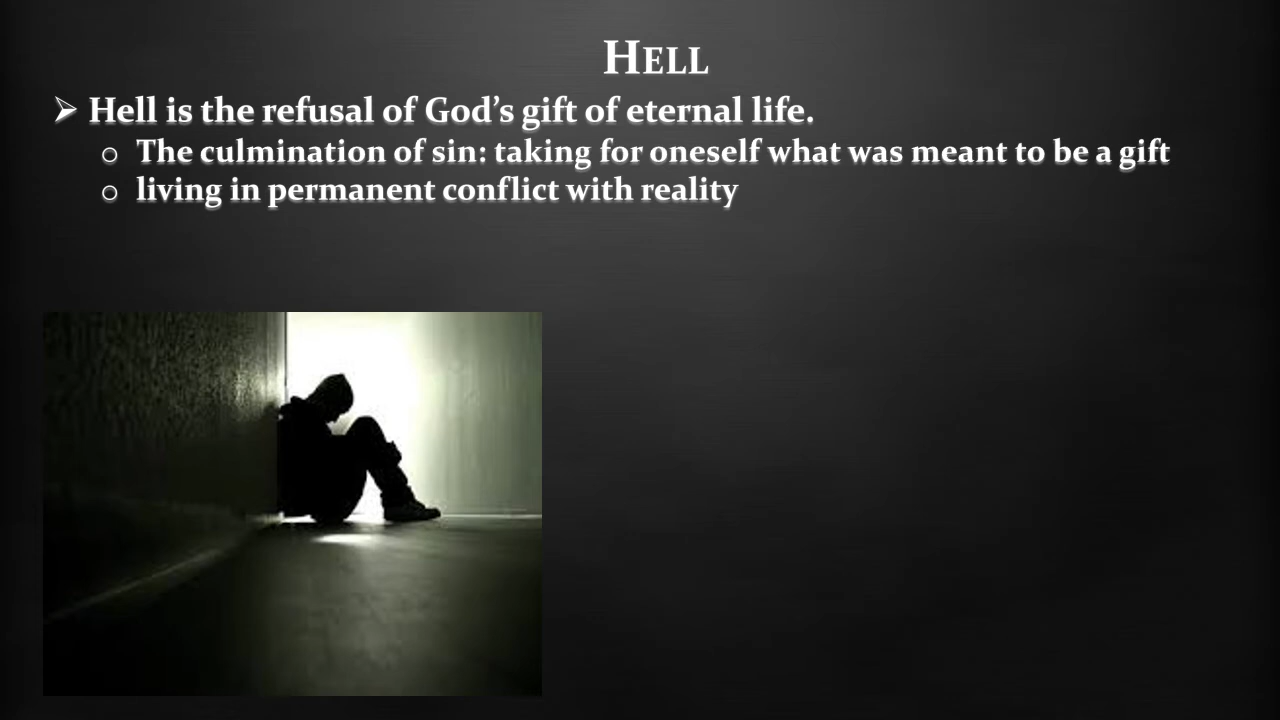 Hell
Hell is the refusal of God’s gift of eternal life.
The culmination of sin: taking for oneself what was meant to be a gift
living in permanent conflict with reality